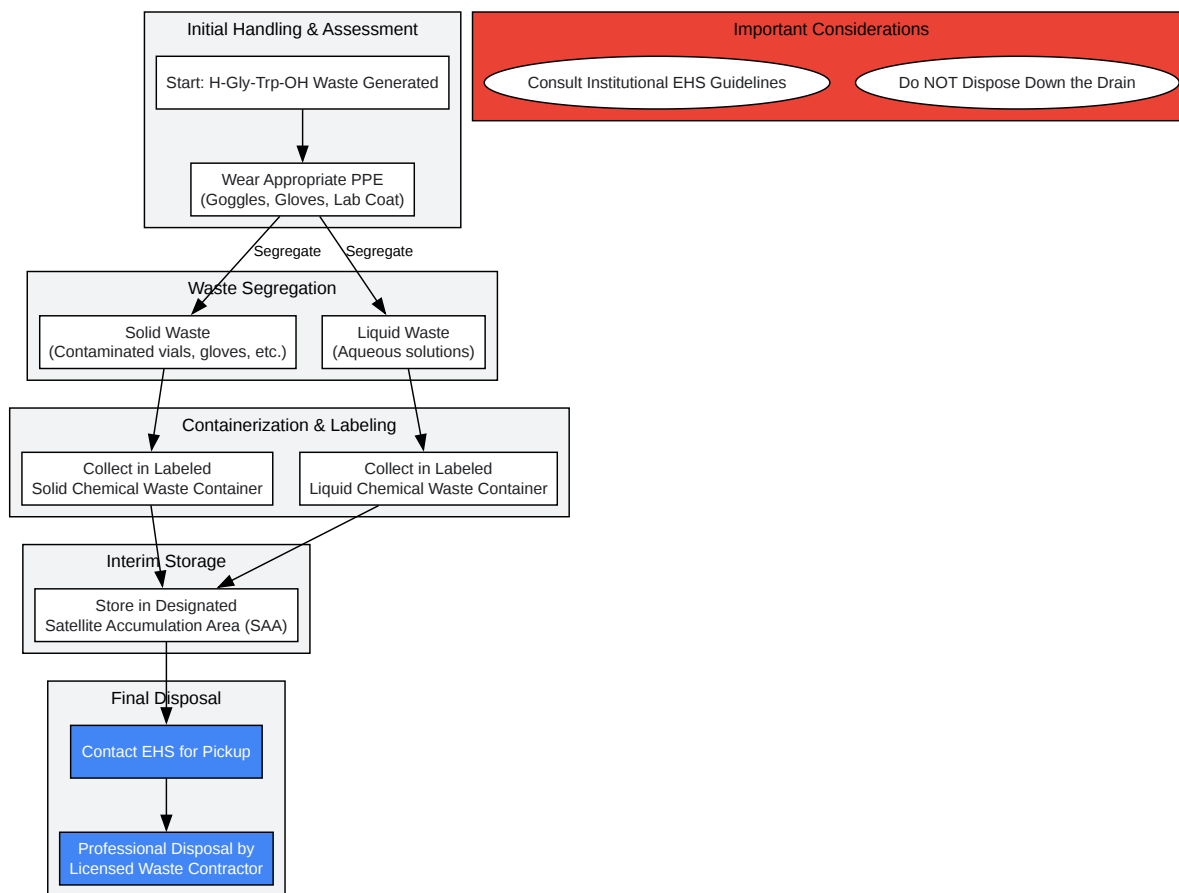 Initial Handling & Assessment
Start: H-Gly-Trp-OH Waste Generated
Wear Appropriate PPE
(Goggles, Gloves, Lab Coat)
Important Considerations
Consult Institutional EHS Guidelines
Do NOT Dispose Down the Drain
Segregate
Segregate
Waste Segregation
Solid Waste
(Contaminated vials, gloves, etc.)
Liquid Waste
(Aqueous solutions)
Containerization & Labeling
Collect in Labeled
Solid Chemical Waste Container
Collect in Labeled
Liquid Chemical Waste Container
Interim Storage
Store in Designated
Satellite Accumulation Area (SAA)
Final Disposal
Contact EHS for Pickup
Professional Disposal by
Licensed Waste Contractor